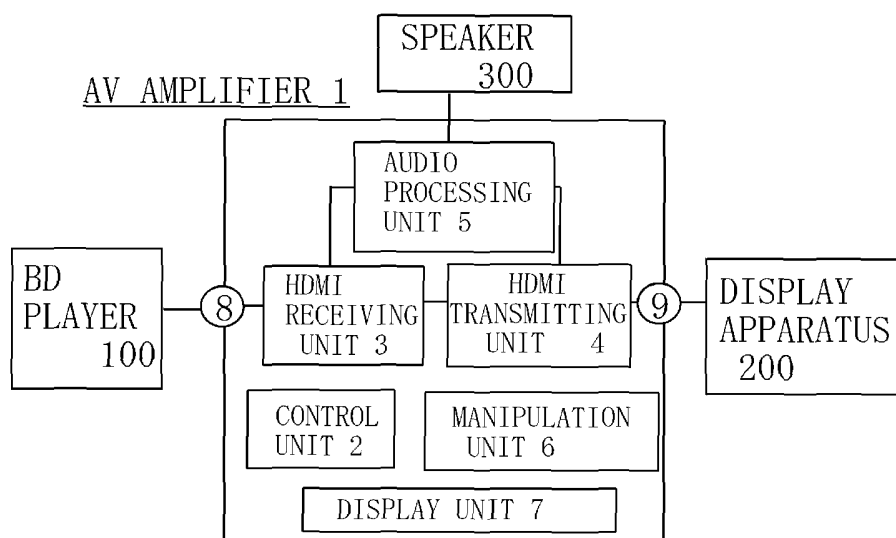 SPEAKER
300
AV AMPLIFIER 1
AUDIO
PROCESSING
UNIT 5
BD
PLAYER
100
8
HDMI
RECEIVING
UNIT 3
HDMI
TRANSMITTING
UNIT 4
9
DISPLAY
APPARATUS
200
CONTROL
UNIT 2
MANIPULATION
UNIT 6
DISPLAY UNIT 7